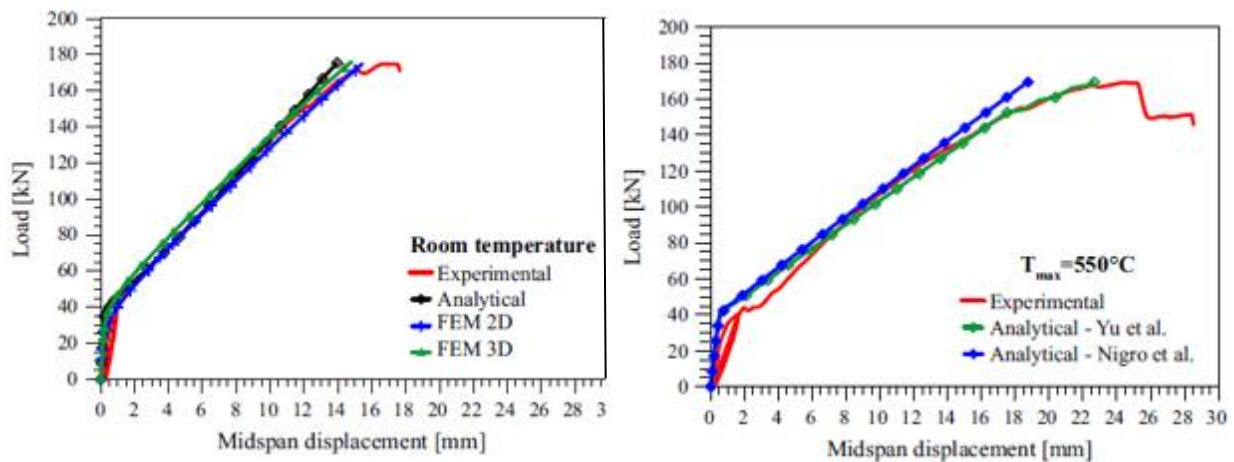 200
180
160
140
120
100
80
60
40
20
0
Load [kN]
Room temperature
Experimental
Analytical
FEM 2D
FEM 3D
0 2 4 6 8 10 12 14 16 18 20 22 24 26 28 3
Midspan displacement [mm]
200
180
160
140
120
100
80
60
40
20
0
Load [kN]
Tmax=550°C
Experimental
Analytical - Yu et al.
Analytical - Nigro et al.
0 2 4 6 8 10 12 14 16 18 20 22 24 26 28 30
Midspan displacement [mm]